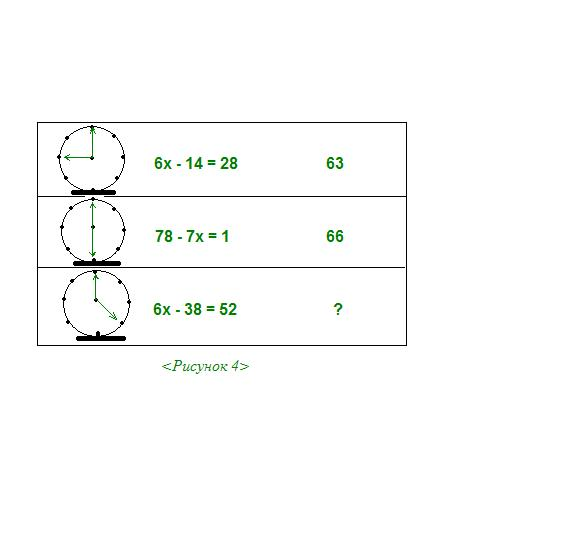 6x - 14 = 28 63
78 - 7x = 1 66
6x - 38 = 52 ?
<Рисунок 4>